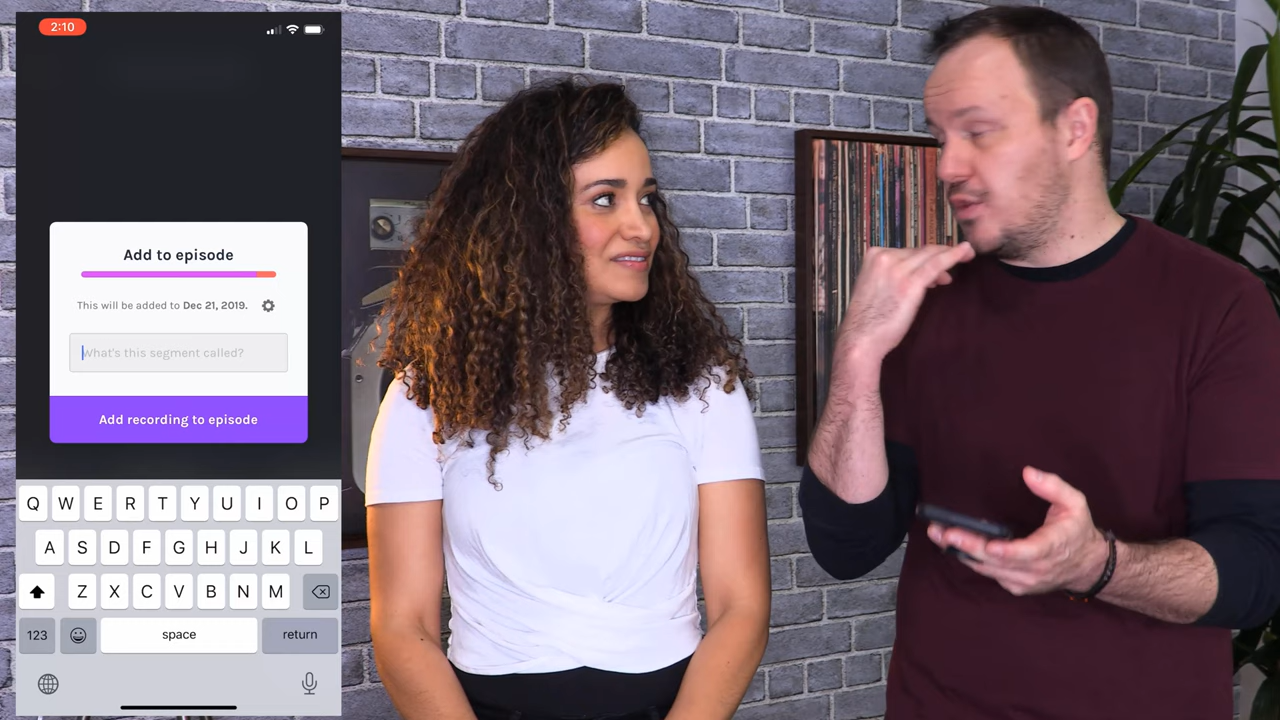 2:10
Add to episode
This will be added to Dec 21, 2019.
What's this segment called?
Add recording to episode
Q W E R T Y U I O P
A S D F G H J K L
Z X C V B N M
123 space return